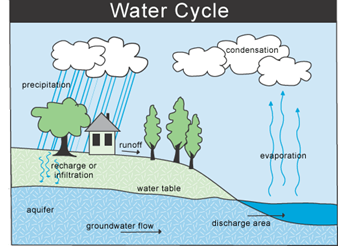 Water Cycle
condensation
precipitation
runoff
evaporation
recharge or
infiltration
water table
aquifer
discharge area
groundwater flow